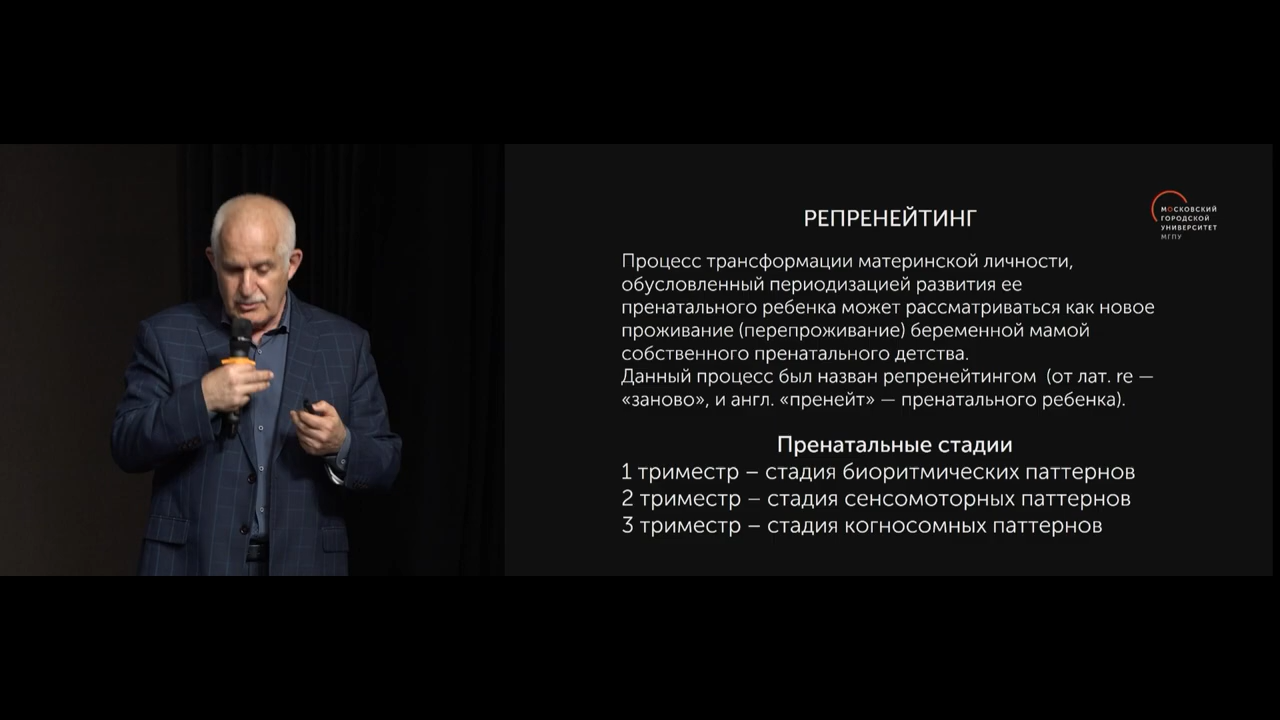 РЕПРЕНЕЙТИНГ
МОСКОВСКИЙ
ГОРОДСКОЙ
УНИВЕРСИТЕТ
МГПУ
Процесс трансформации материнской личности,
обусловленный периодизацией развития ее
пренатального ребенка может рассматриваться как новое
проживание (перепроживание) беременной мамой
собственного пренатального детства.
Данный процесс был назван репренейтингом (от лат. re —
«заново», и англ. «пренейт» — пренатального ребенка).
Пренатальные стадии
1 триместр – стадия биоритмических паттернов
2 триместр – стадия сенсомоторных паттернов
3 триместр – стадия когносомных паттернов